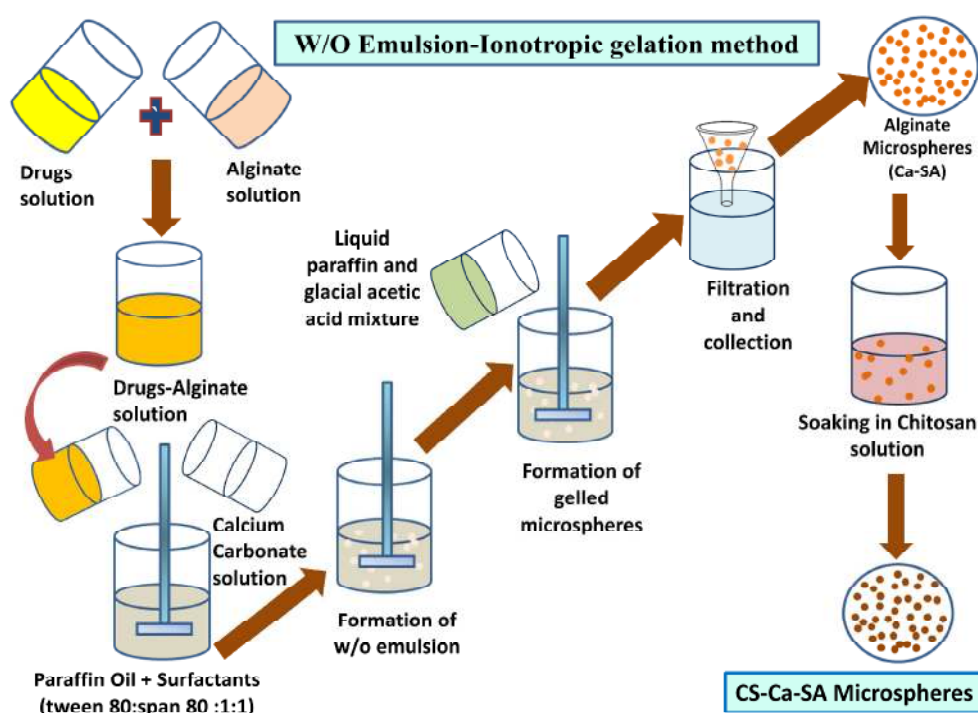 W/O Emulsion-Ionotropic gelation method
Drugs
solution
Alginate
solution
Drugs-Alginate
solution
Calcium
Carbonate
solution
Paraffin Oil + Surfactants
(tween 80:span 80 :1:1)
Formation of
w/o emulsion
Liquid
paraffin and
glacial acetic
acid mixture
Formation of
gelled
microspheres
Filtration
and
collection
Alginate
Microspheres
(Ca-SA)
Soaking in Chitosan
solution
CS-Ca-SA Microspheres